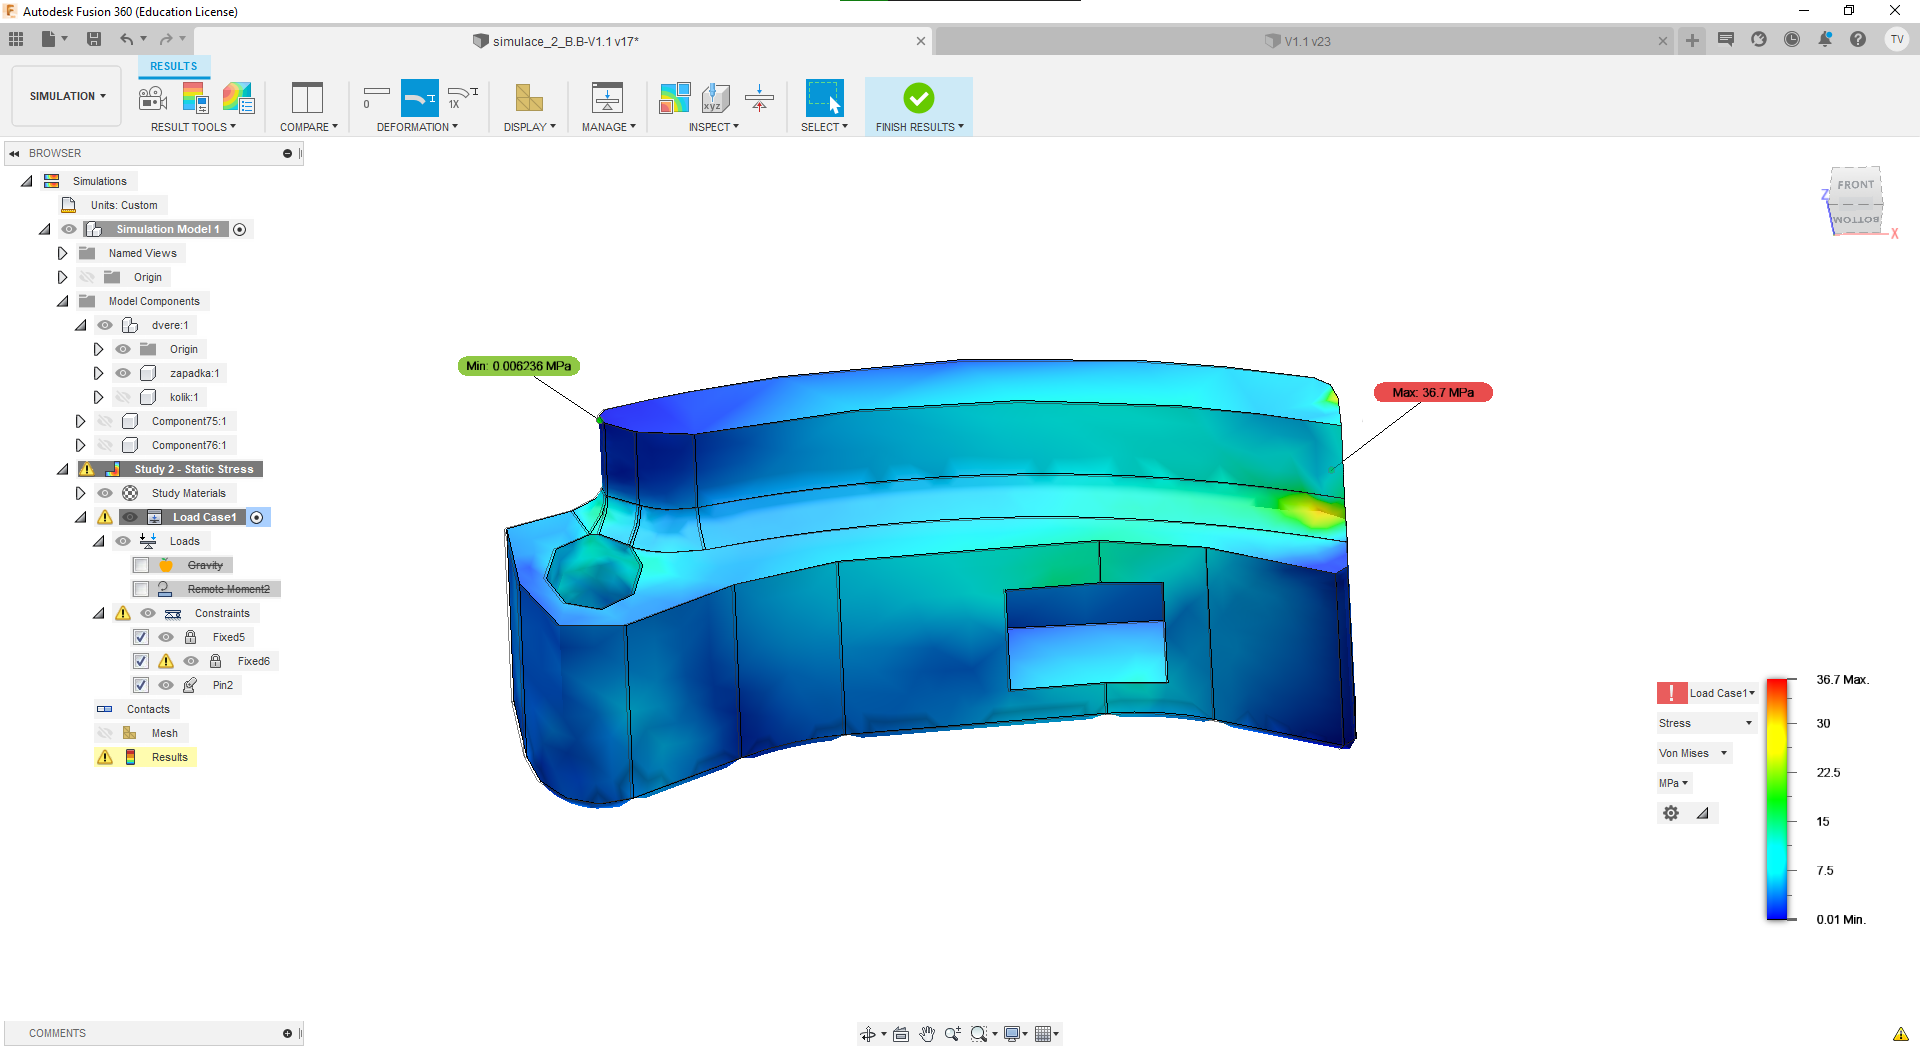 Autodesk Fusion 360 (Education License)
simulace_2_B.B-V1.1 v17*
V1.1 v23
TV
RESULTS
SIMULATION
0
1X
xyz
RESULT TOOLS
COMPARE
DEFORMATION
DISPLAY
MANAGE
INSPECT
SELECT
FINISH RESULTS
BROWSER
Simulations
Units: Custom
Simulation Model 1
Named Views
Origin
Model Components
dvere:1
Origin
zapadka:1
kolik:1
Component75:1
Component76:1
Study 2 - Static Stress
Study Materials
Load Case1
Loads
Gravity
Remote Moment2
Constraints
Fixed5
Fixed6
Pin2
Contacts
Mesh
Results
Min: 0.006236 MPa
Max: 36.7 MPa
FRONT
BOTTOM
Z
X
Load Case1
Stress
Von Mises
MPa
36.7 Max.
30
22.5
15
7.5
0.01 Min.
COMMENTS